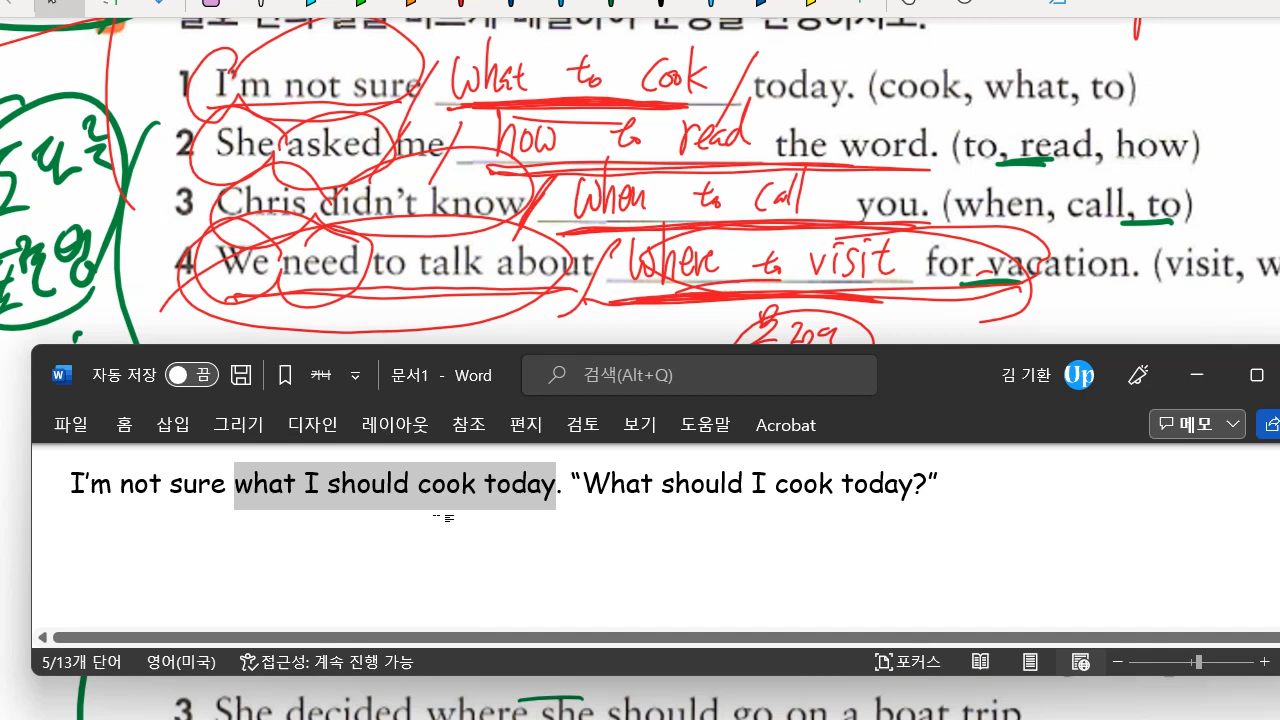 1 I'm not sure what to cook today. (cook, what, to)
2 She asked me how to read the word. (to, read, how)
3 Chris didn't know when to call you. (when, call, to)
4 We need to talk about where to visit for vacation. (visit, w
자동 저장 끔 가나 문서1 - Word 검색(Alt+Q) 김 기환 Up
파일 홈 삽입 그리기 디자인 레이아웃 참조 편지 검토 보기 도움말 Acrobat 메모
I'm not sure what I should cook today. “What should I cook today?”
5/13개 단어 영어(미국) 접근성: 계속 진행 가능 포커스
3 She decided where she should go on a boat trip